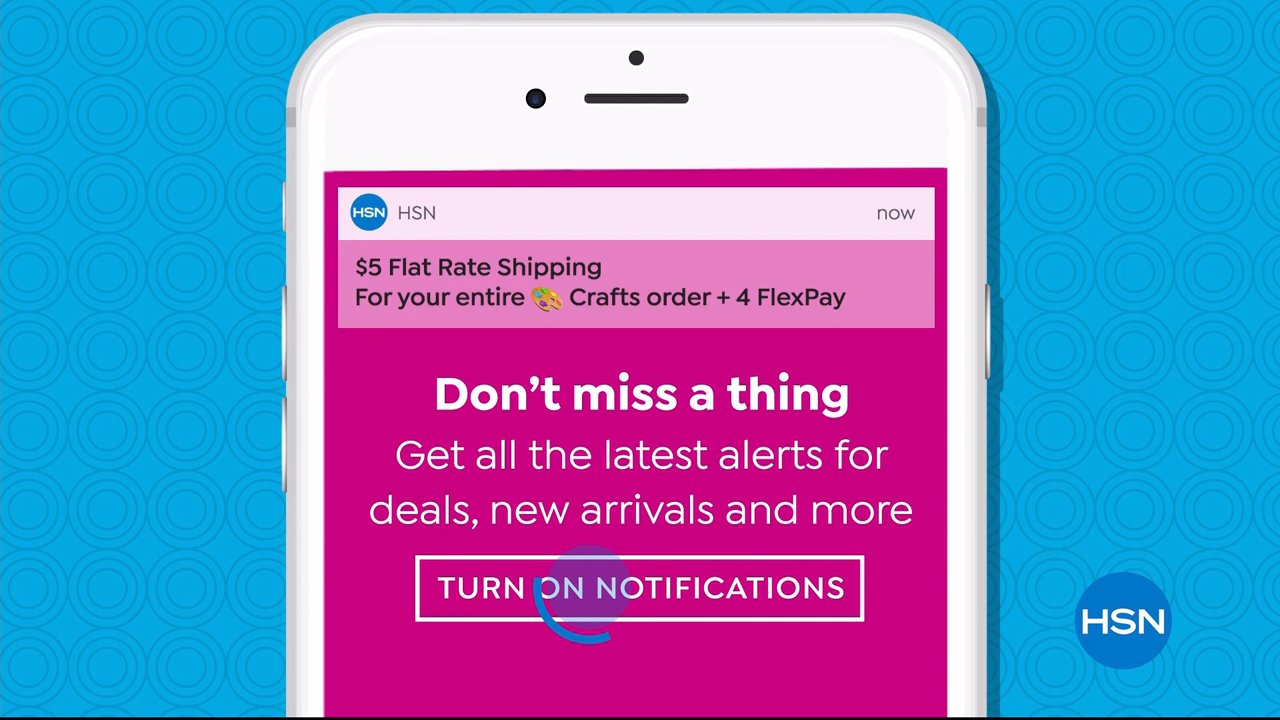 HSN HSN now
$5 Flat Rate Shipping
For your entire 🎨 Crafts order + 4 FlexPay
Don't miss a thing
Get all the latest alerts for
deals, new arrivals and more
TURN ON NOTIFICATIONS
HSN